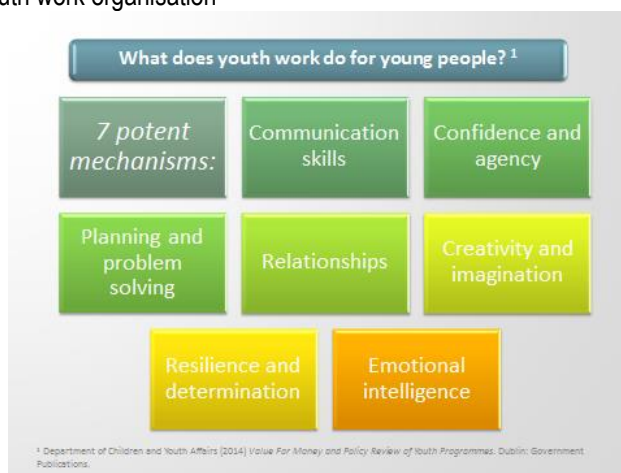 uth work organisation
What does youth work do for young people? 1
7 potent
mechanisms:
Communication
skills
Confidence and
agency
Planning and
problem
solving
Relationships
Creativity and
imagination
Resilience and
determination
Emotional
intelligence
1 Department of Children and Youth Affairs (2014) Value For Money and Policy Review of Youth Programmes. Dublin: Government
Publications.